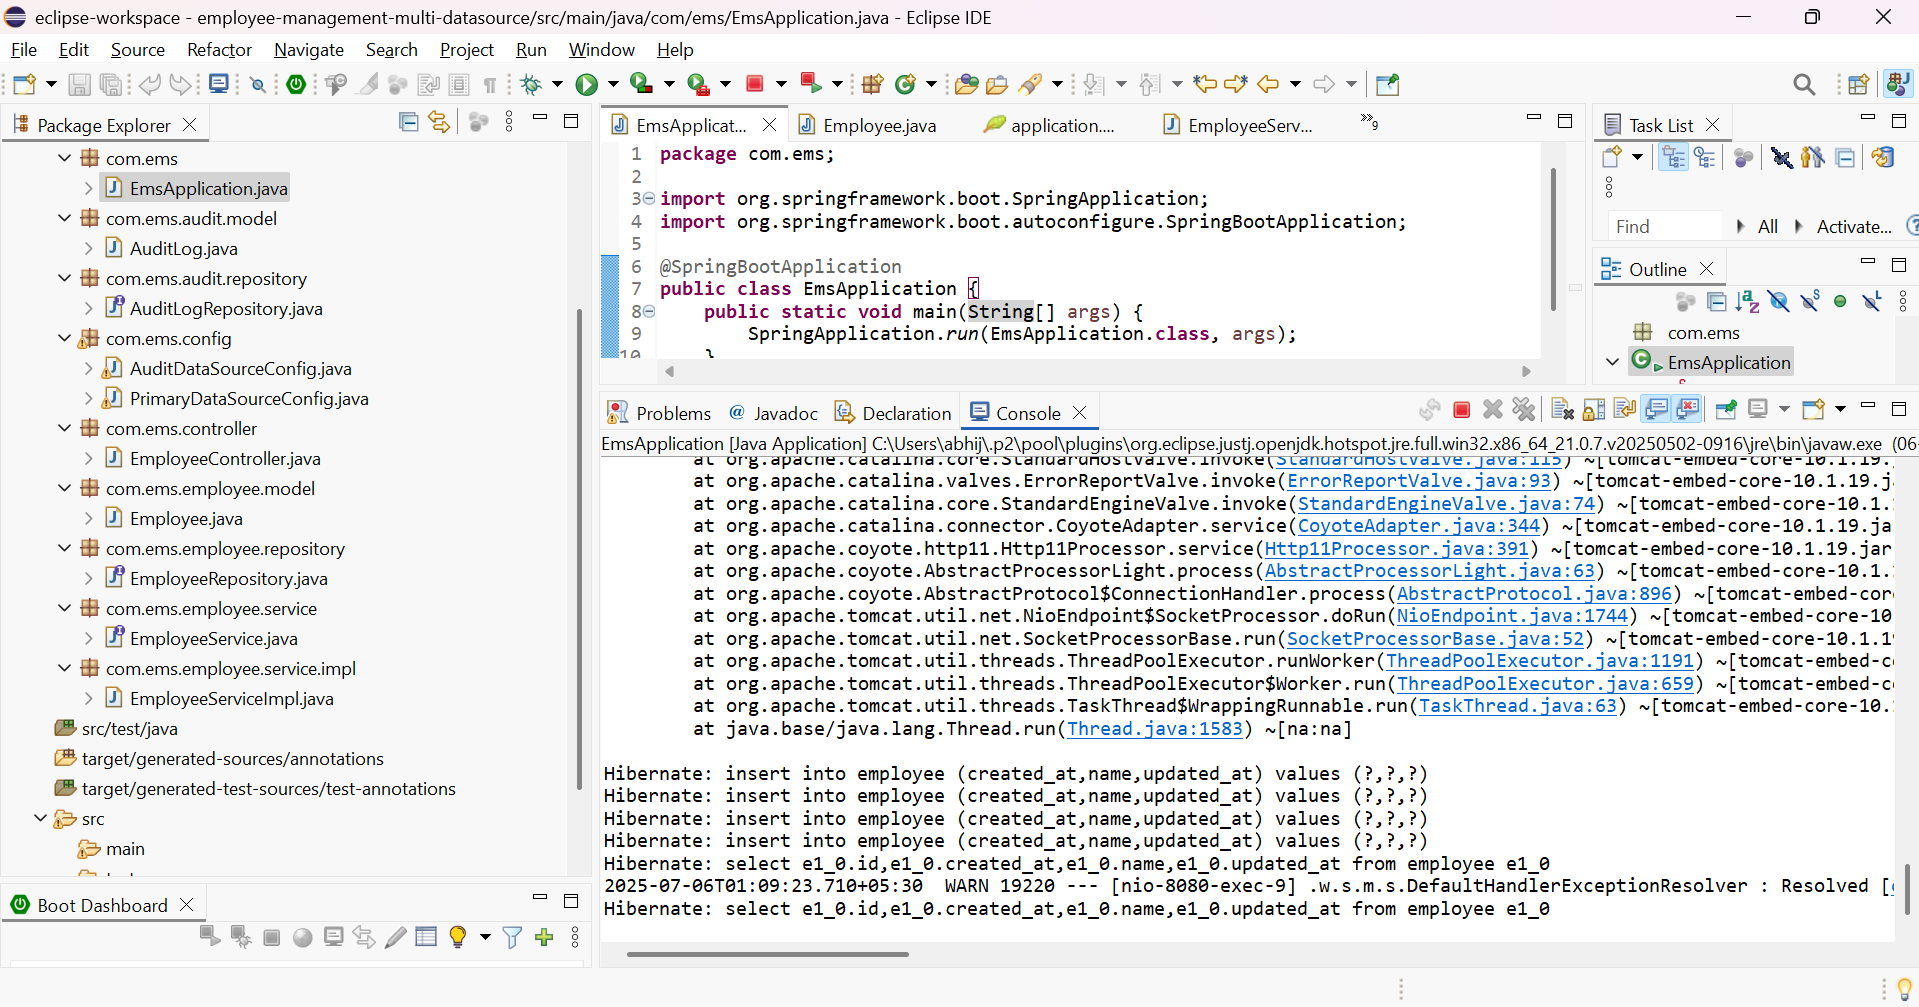 eclipse-workspace - employee-management-multi-datasource/src/main/java/com/ems/EmsApplication.java - Eclipse IDE
File Edit Source Refactor Navigate Search Project Run Window Help
Package Explorer
com.ems
EmsApplication.java
com.ems.audit.model
AuditLog.java
com.ems.audit.repository
AuditLogRepository.java
com.ems.config
AuditDataSourceConfig.java
PrimaryDataSourceConfig.java
com.ems.controller
EmployeeController.java
com.ems.employee.model
Employee.java
com.ems.employee.repository
EmployeeRepository.java
com.ems.employee.service
EmployeeService.java
com.ems.employee.service.impl
EmployeeServiceImpl.java
src/test/java
target/generated-sources/annotations
target/generated-test-sources/test-annotations
src
main
Boot Dashboard
EmsApplicat... Employee.java application.... EmployeeServ... »9
1 package com.ems;
2
3 import org.springframework.boot.SpringApplication;
4 import org.springframework.boot.autoconfigure.SpringBootApplication;
5
6 @SpringBootApplication
7 public class EmsApplication {
8 public static void main(String[] args) {
9 SpringApplication.run(EmsApplication.class, args);
10 }
Task List
Find All Activate...
Outline
com.ems
EmsApplication
Problems @ Javadoc Declaration Console
EmsApplication [Java Application] C:\Users\abhij\.p2\pool\plugins\org.eclipse.justj.openjdk.hotspot.jre.full.win32.x86_64_21.0.7.v20250502-0916\jre\bin\javaw.exe (06-
at org.apache.catalina.core.StandardHostValve.invoke(StandardHostValve.java:115) ~[tomcat-embed-core-10.1.19.
at org.apache.catalina.valves.ErrorReportValve.invoke(ErrorReportValve.java:93) ~[tomcat-embed-core-10.1.19.j
at org.apache.catalina.core.StandardEngineValve.invoke(StandardEngineValve.java:74) ~[tomcat-embed-core-10.1.
at org.apache.catalina.connector.CoyoteAdapter.service(CoyoteAdapter.java:344) ~[tomcat-embed-core-10.1.19.ja
at org.apache.coyote.http11.Http11Processor.service(Http11Processor.java:391) ~[tomcat-embed-core-10.1.19.jar
at org.apache.coyote.AbstractProcessorLight.process(AbstractProcessorLight.java:63) ~[tomcat-embed-core-10.1.
at org.apache.coyote.AbstractProtocol$ConnectionHandler.process(AbstractProtocol.java:896) ~[tomcat-embed-cor
at org.apache.tomcat.util.net.NioEndpoint$SocketProcessor.doRun(NioEndpoint.java:1744) ~[tomcat-embed-core-10
at org.apache.tomcat.util.net.SocketProcessorBase.run(SocketProcessorBase.java:52) ~[tomcat-embed-core-10.1.1
at org.apache.tomcat.util.threads.ThreadPoolExecutor.runWorker(ThreadPoolExecutor.java:1191) ~[tomcat-embed-c
at org.apache.tomcat.util.threads.ThreadPoolExecutor$Worker.run(ThreadPoolExecutor.java:659) ~[tomcat-embed-c
at org.apache.tomcat.util.threads.TaskThread$WrappingRunnable.run(TaskThread.java:63) ~[tomcat-embed-core-10.
at java.base/java.lang.Thread.run(Thread.java:1583) ~[na:na]
Hibernate: insert into employee (created_at,name,updated_at) values (?,?,?)
Hibernate: insert into employee (created_at,name,updated_at) values (?,?,?)
Hibernate: insert into employee (created_at,name,updated_at) values (?,?,?)
Hibernate: insert into employee (created_at,name,updated_at) values (?,?,?)
Hibernate: select e1_0.id,e1_0.created_at,e1_0.name,e1_0.updated_at from employee e1_0
2025-07-06T01:09:23.710+05:30 WARN 19220 --- [nio-8080-exec-9] .w.s.m.s.DefaultHandlerExceptionResolver : Resolved [
Hibernate: select e1_0.id,e1_0.created_at,e1_0.name,e1_0.updated_at from employee e1_0